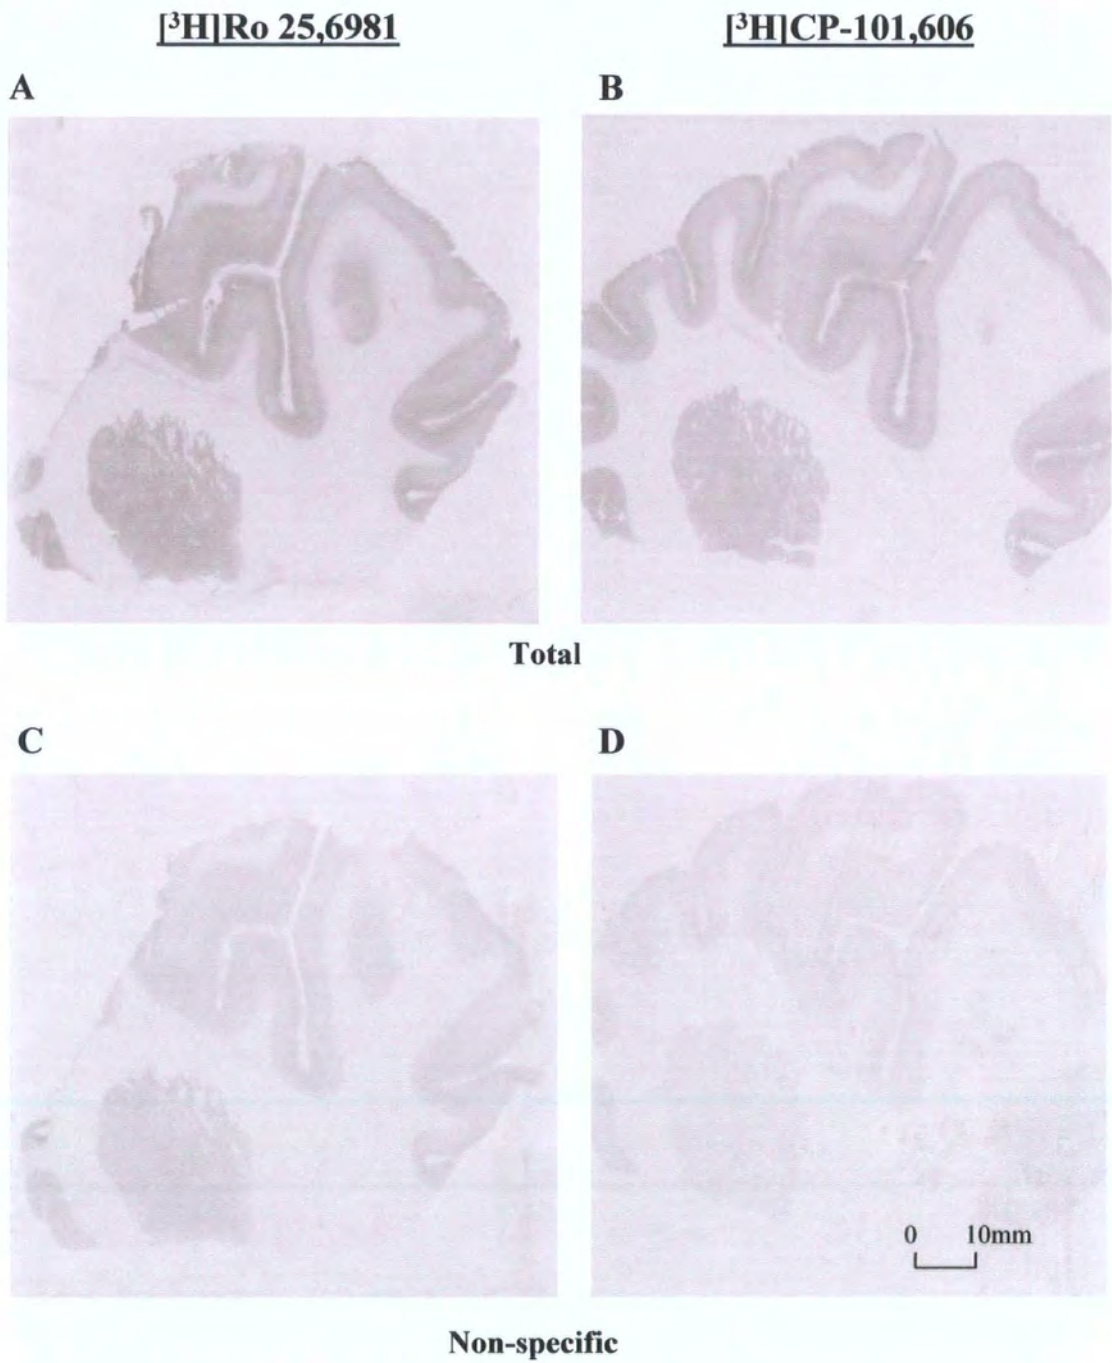 [³H]Ro 25,6981
[³H]CP-101,606
A
B
Total
C
D
0 10mm
Non-specific